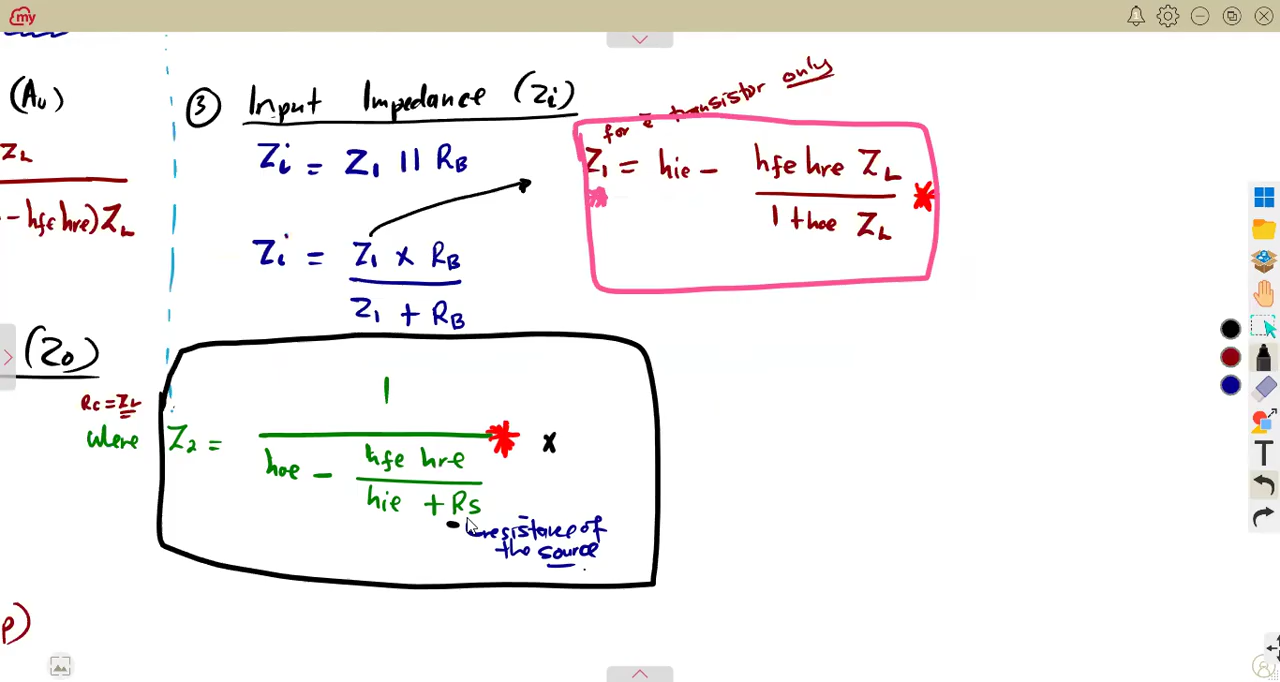 my
(Av)
③ Input Impedance (Zi)
for a transistor only
ZL
- hfe hre) ZL
Zi = Z1 || RB
Z1 = hie - hfe hre ZL
1 + hoe ZL
Zi = Z1 x RB
Z1 + RB
(Zo)
Rc = ZL
where Z2 = 1
x
hoe - hfe hre
hie + Rs
resistance of
the source
p)
T